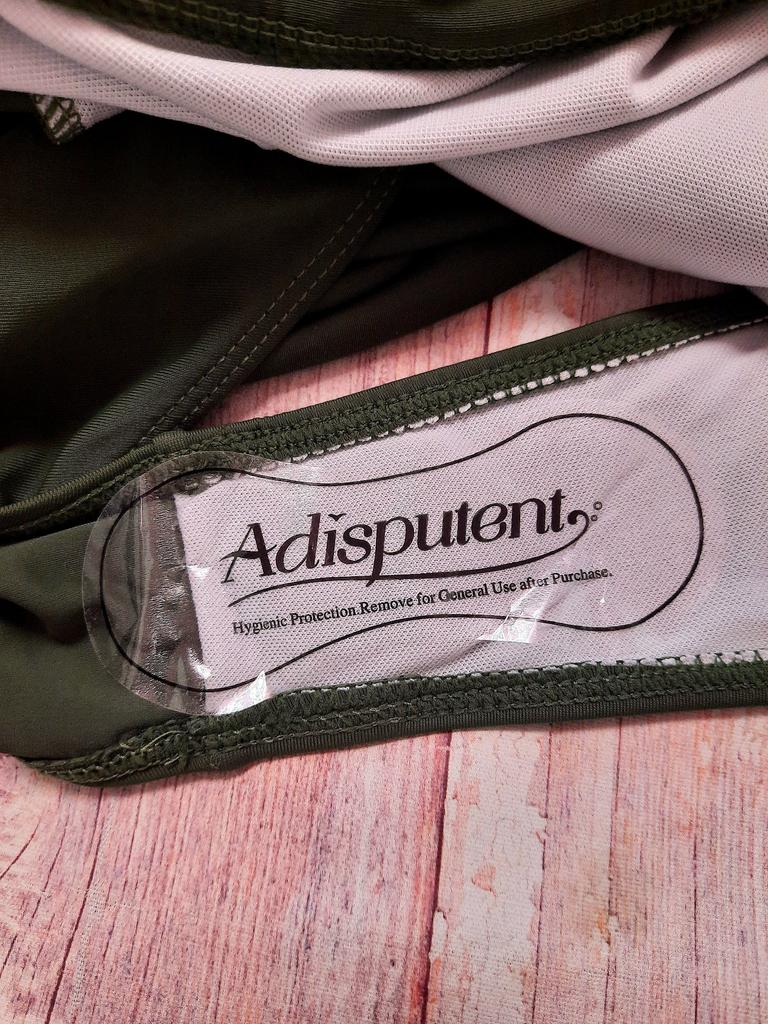 Adisputent
Hygienic Protection.Remove for General Use after Purchase.